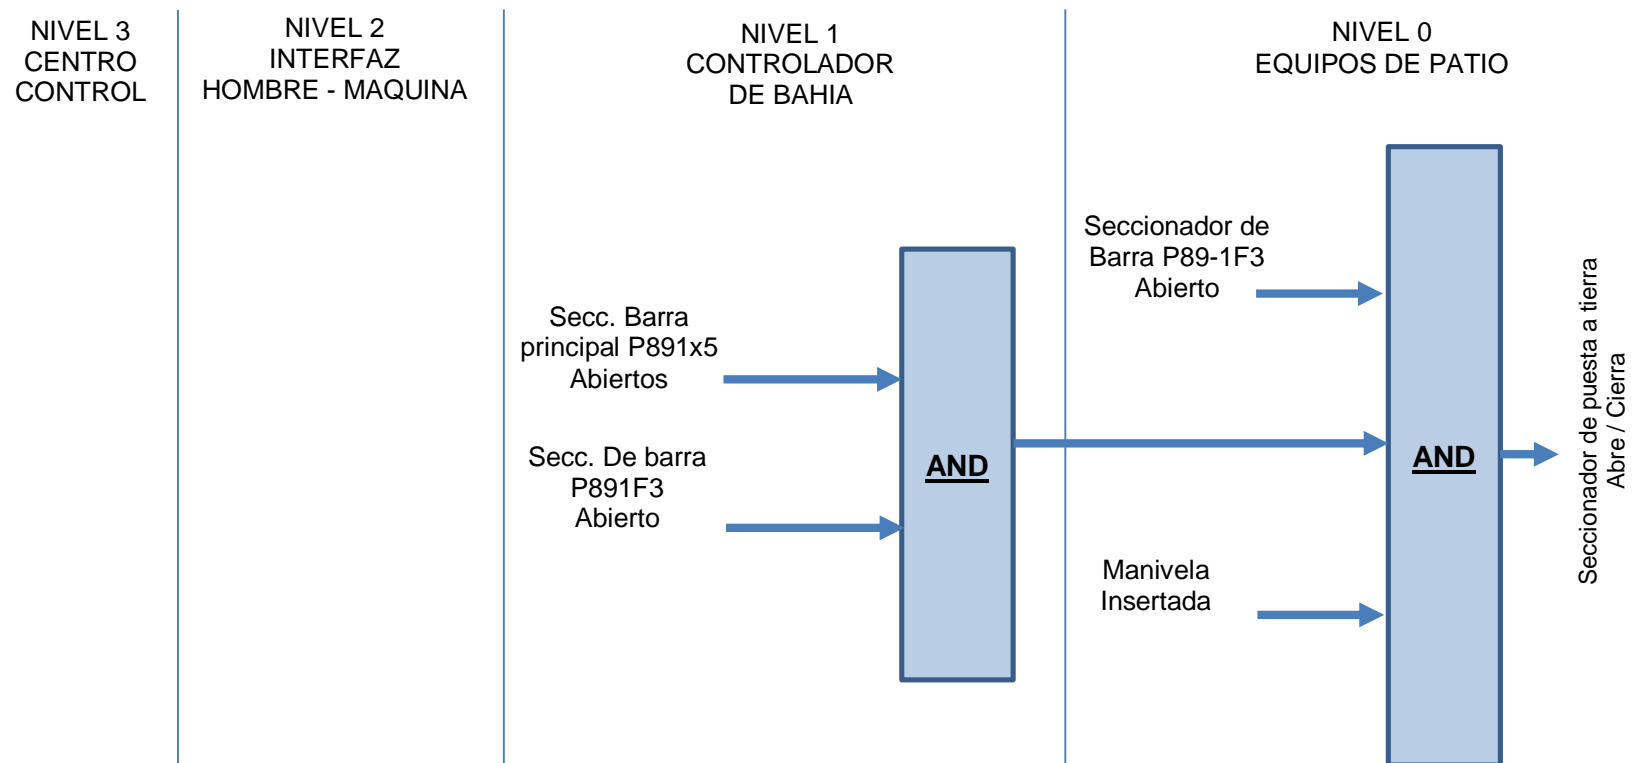 NIVEL 3
CENTRO
CONTROL
NIVEL 2
INTERFAZ
HOMBRE - MAQUINA
NIVEL 1
CONTROLADOR
DE BAHIA
NIVEL 0
EQUIPOS DE PATIO
Secc. Barra
principal P891x5
Abiertos
Secc. De barra
P891F3
Abierto
AND
Seccionador de
Barra P89-1F3
Abierto
Manivela
Insertada
AND
Seccionador de puesta a tierra
Abre / Cierra